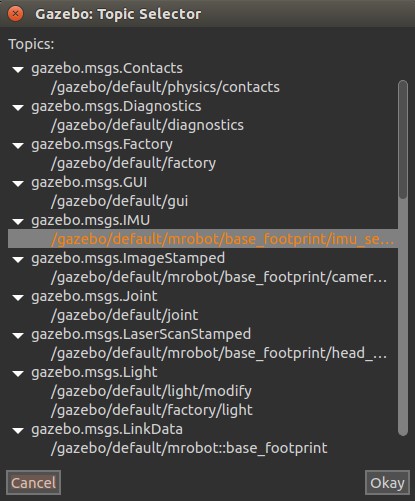 Gazebo: Topic Selector
Topics:
gazebo.msgs.Contacts
/gazebo/default/physics/contacts
gazebo.msgs.Diagnostics
/gazebo/default/diagnostics
gazebo.msgs.Factory
/gazebo/default/factory
gazebo.msgs.GUI
/gazebo/default/gui
gazebo.msgs.IMU
/gazebo/default/mrobot/base_footprint/imu_se...
gazebo.msgs.ImageStamped
/gazebo/default/mrobot/base_footprint/camer...
gazebo.msgs.Joint
/gazebo/default/joint
gazebo.msgs.LaserScanStamped
/gazebo/default/mrobot/base_footprint/head_...
gazebo.msgs.Light
/gazebo/default/light/modify
/gazebo/default/factory/light
gazebo.msgs.LinkData
/gazebo/default/mrobot::base_footprint
Cancel Okay